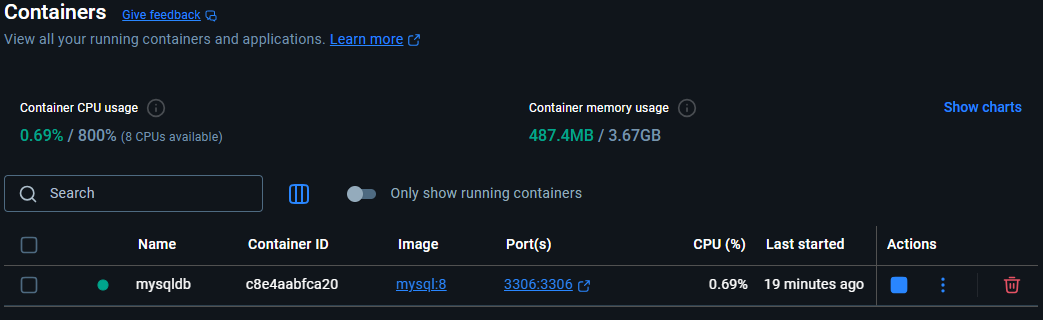 Containers Give feedback
View all your running containers and applications. Learn more
Container CPU usage Container memory usage Show charts
0.69% / 800% (8 CPUs available) 487.4MB / 3.67GB
Search Only show running containers
Name Container ID Image Port(s) CPU (%) Last started Actions
mysqldb c8e4aabfca20 mysql:8 3306:3306 0.69% 19 minutes ago